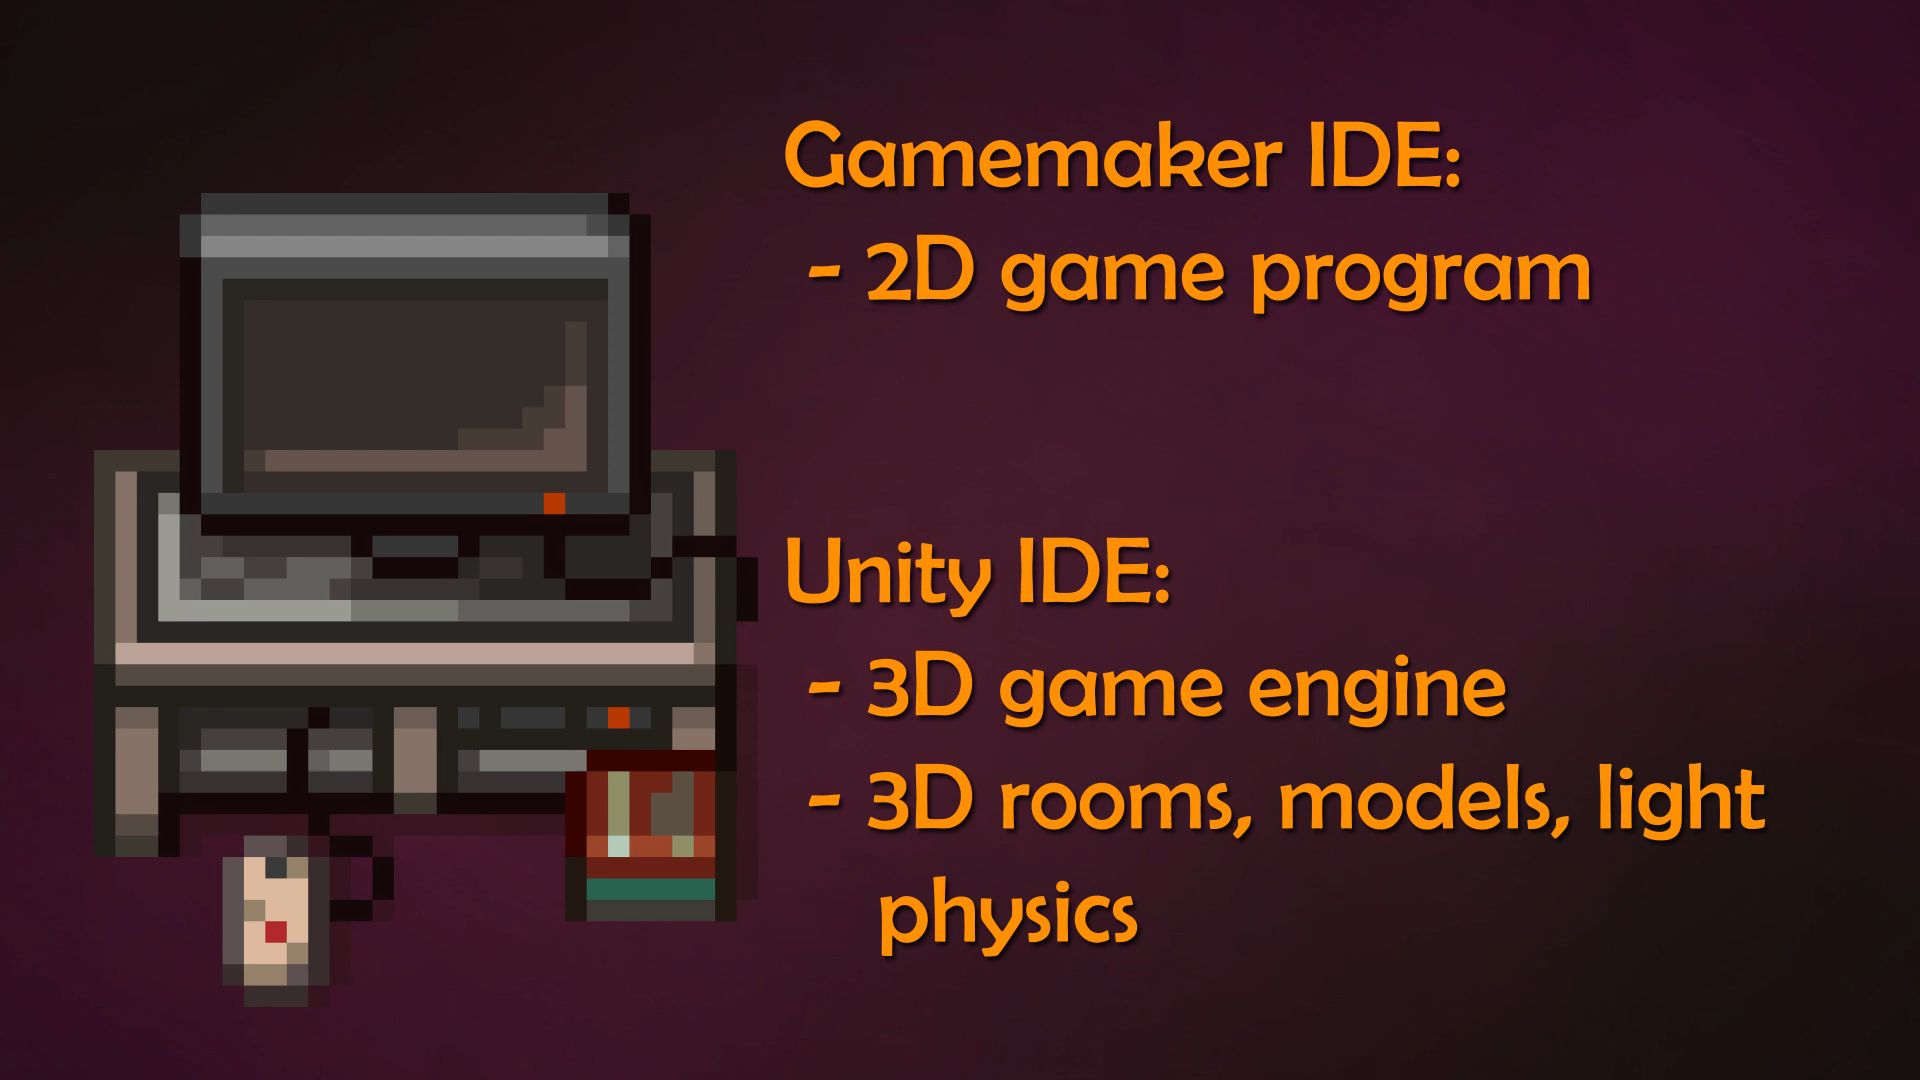 Gamemaker IDE:
- 2D game program
Unity IDE:
- 3D game engine
- 3D rooms, models, light
physics